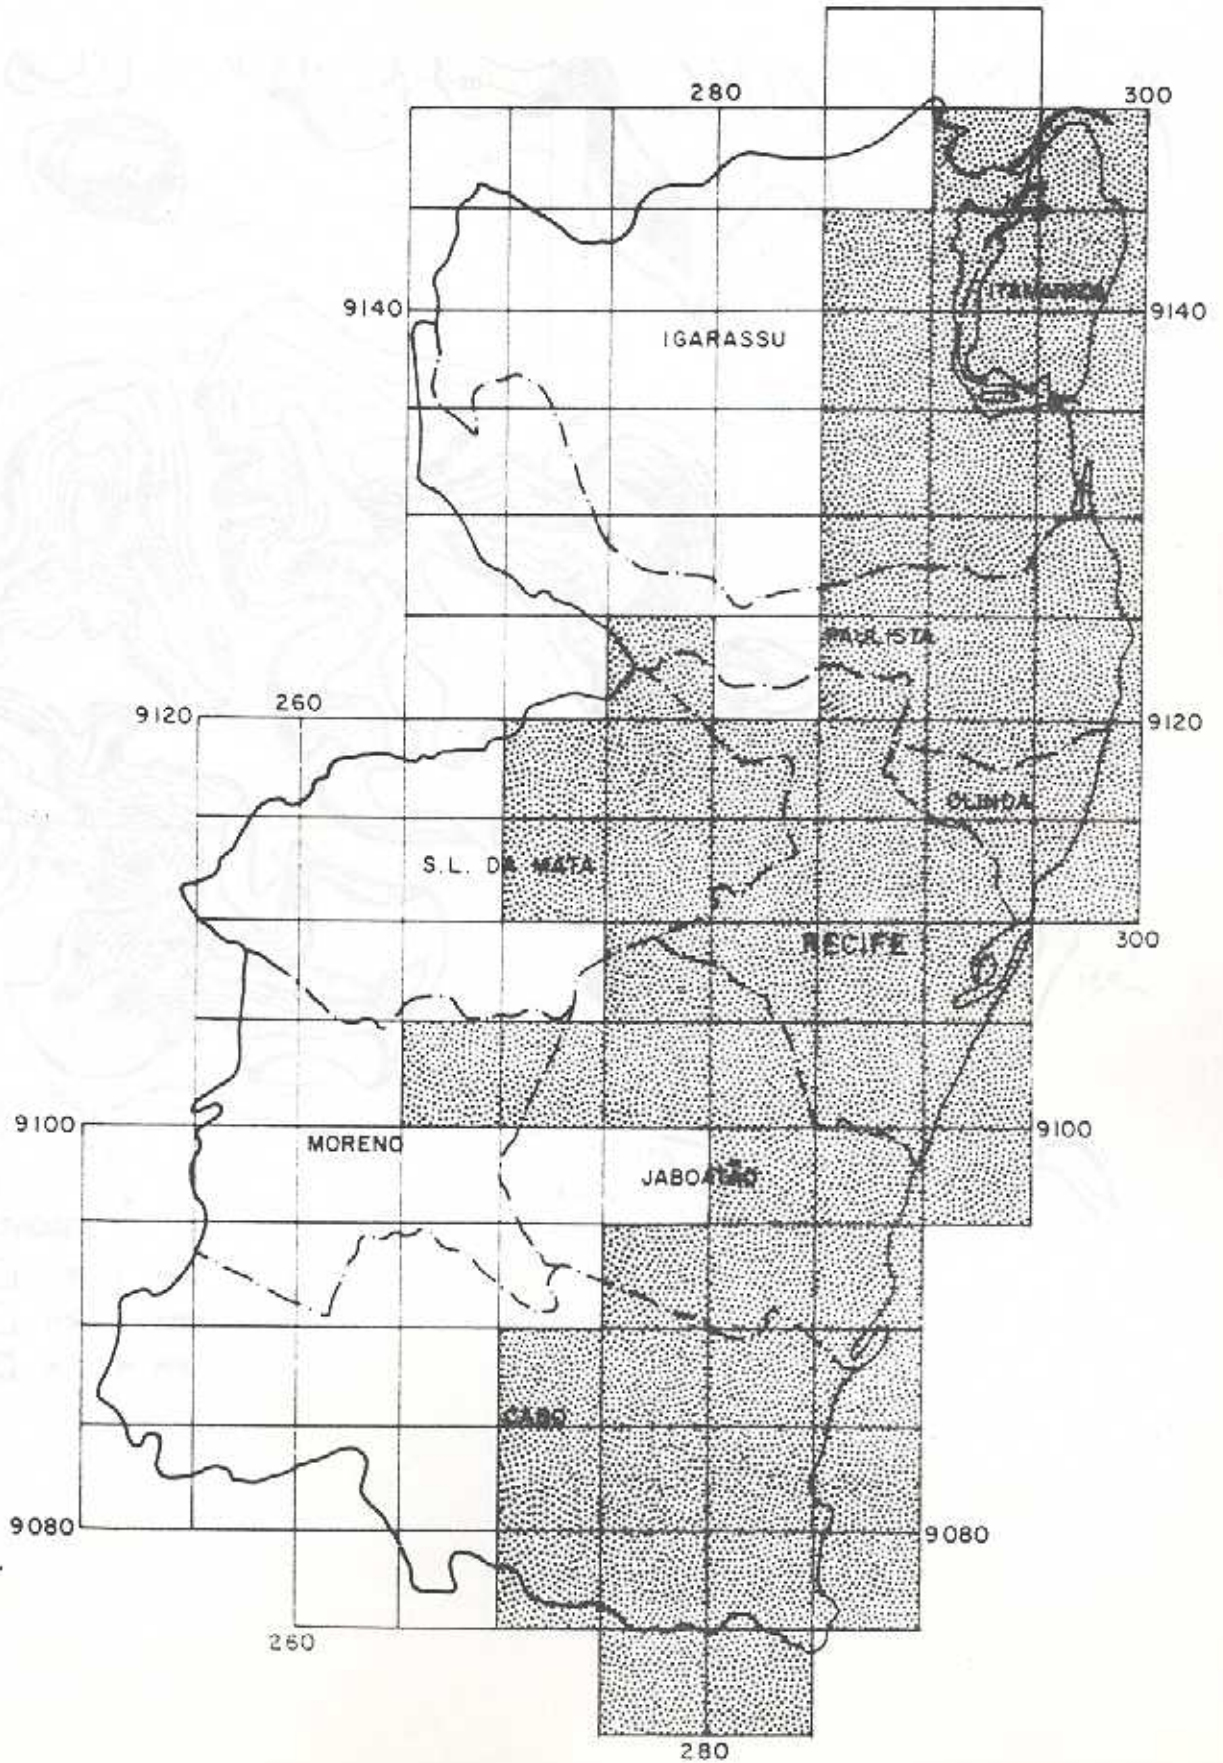 280
300
ITAMARACÁ
9140
9140
IGARASSU
PAULISTA
260
9120
9120
OLINDA
S.L. DA MATA
RECIFE
300
9100
9100
MORENO
JABOATÃO
CABO
9080
9080
260
280